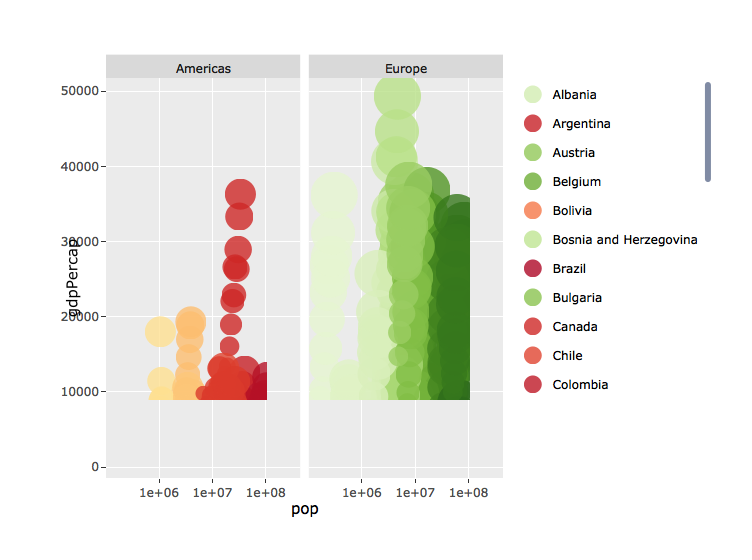 Americas
Europe
50000
40000
30000
20000
10000
0
gdpPercap
1e+06
1e+07
1e+08
1e+06
1e+07
1e+08
pop
Albania
Argentina
Austria
Belgium
Bolivia
Bosnia and Herzegovina
Brazil
Bulgaria
Canada
Chile
Colombia